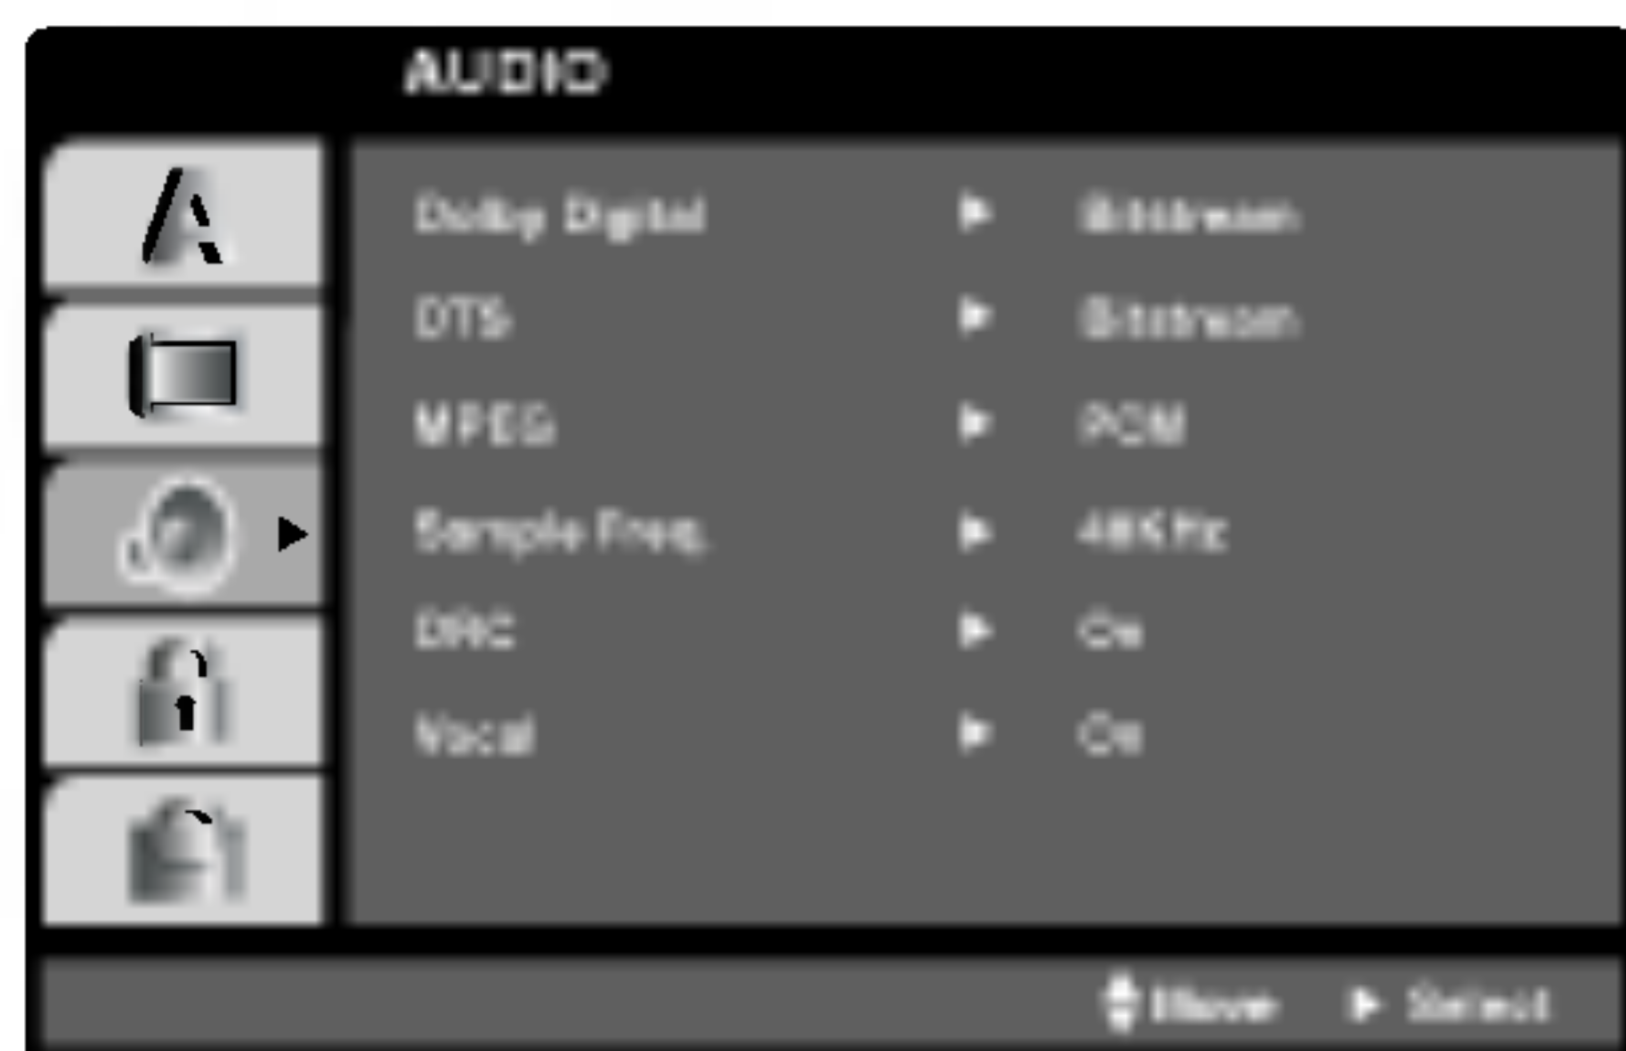 AUDIO
Dolby Digital Bitstream
DTS Bitstream
MPEG PCM
Sample Freq. 48KHz
DRC On
Vocal On
Move Select